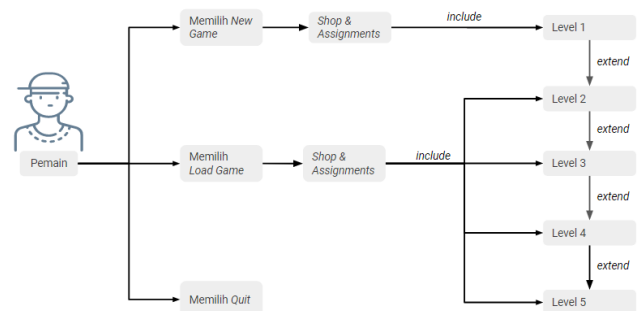 Memilih New
Game
Shop &
Assignments
include
Level 1
extend
Level 2
extend
Pemain
Memilih
Load Game
Shop &
Assignments
include
Level 3
extend
Level 4
extend
Memilih Quit
Level 5